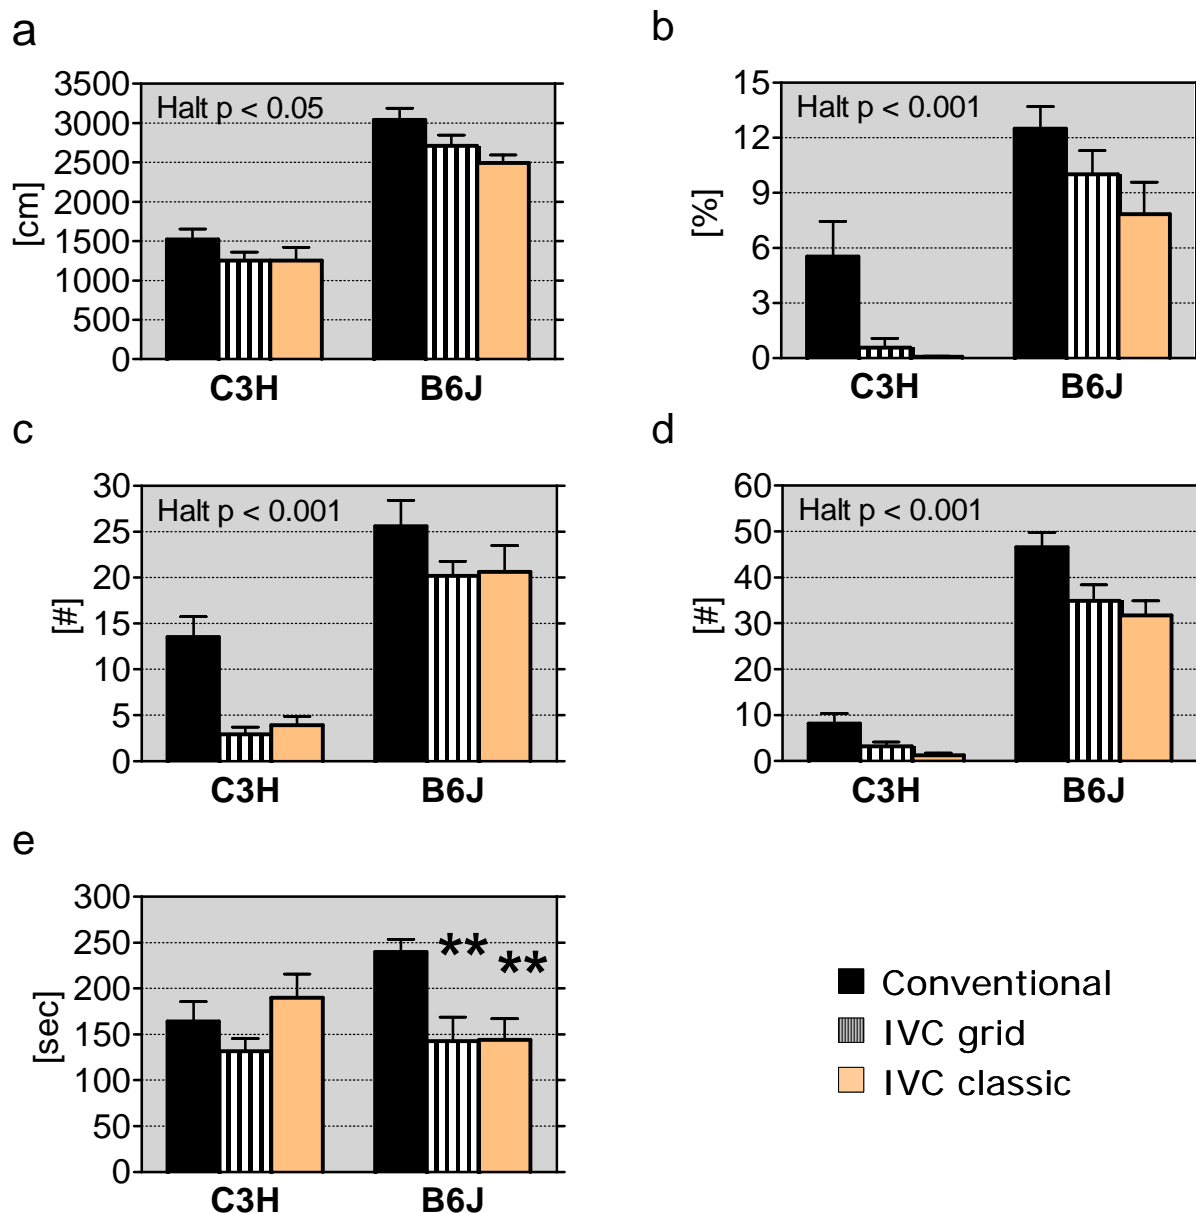 a
3500
3000
2500
2000
1500
1000
500
0
[cm]
Halt p < 0.05
C3H B6J
b
15
12
9
6
3
0
[%]
Halt p < 0.001
C3H B6J
c
30
25
20
15
10
5
0
[#]
Halt p < 0.001
C3H B6J
d
60
50
40
30
20
10
0
[#]
Halt p < 0.001
C3H B6J
e
300
250
200
150
100
50
0
[sec]
** **
C3H B6J
Conventional
IVC grid
IVC classic